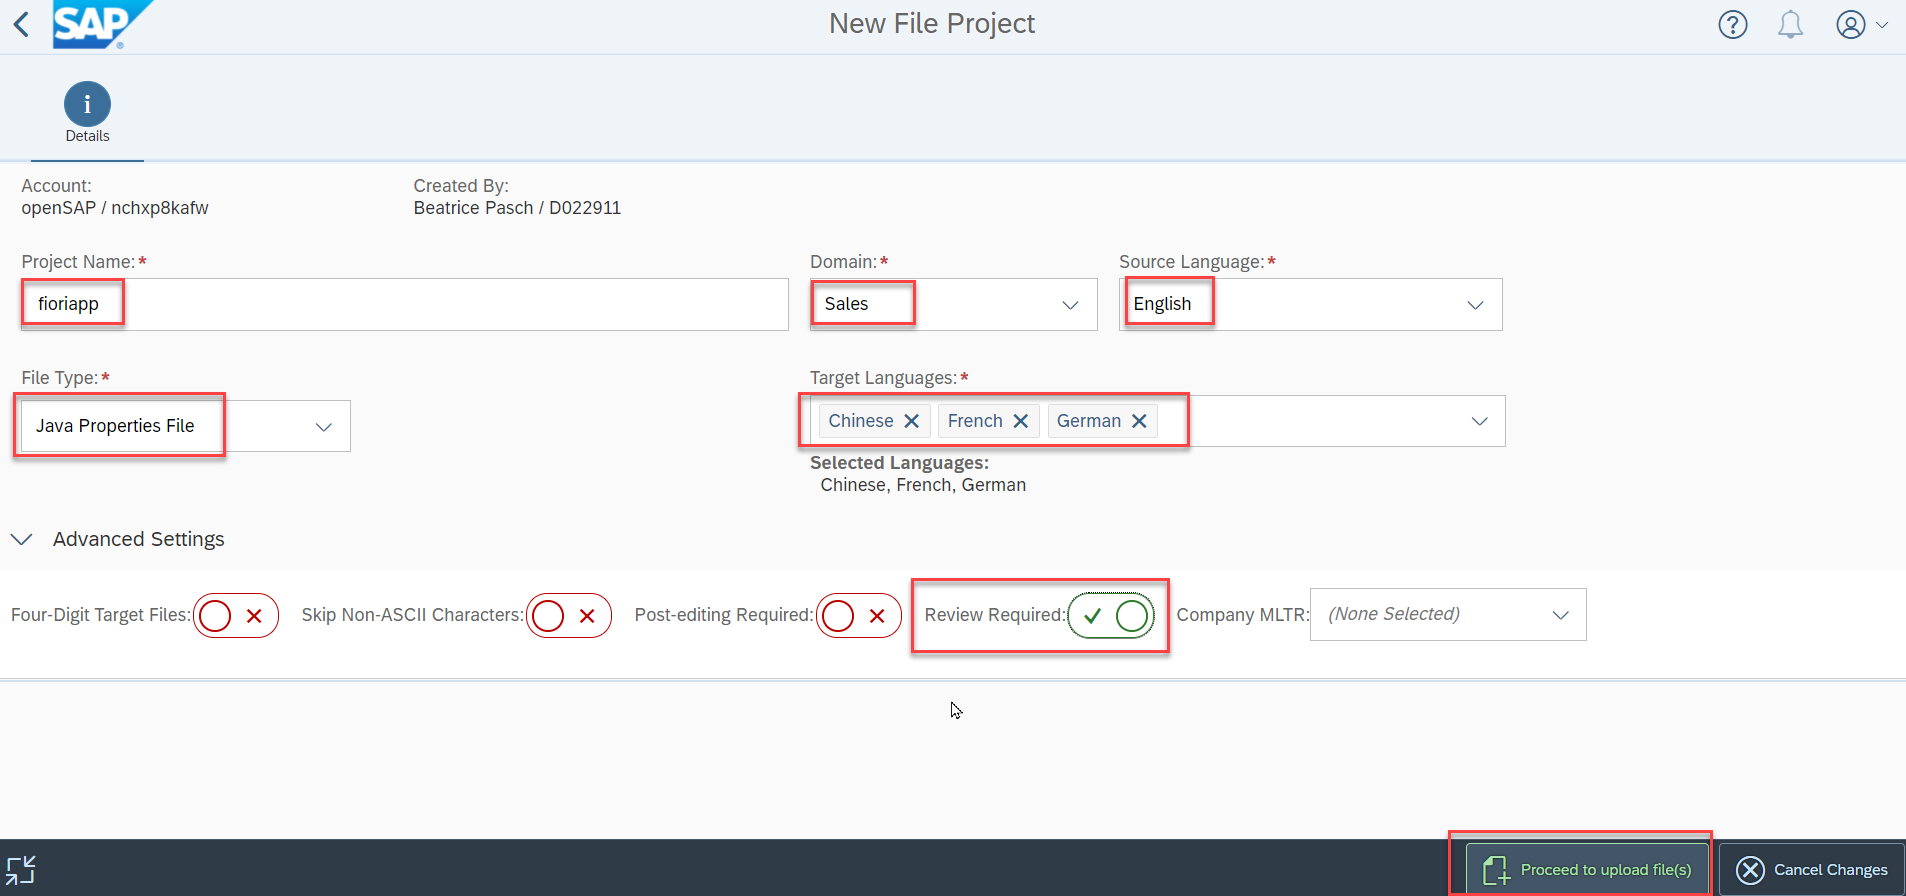 SAP
New File Project
Details
Account:
openSAP / nchxp8kafw
Created By:
Beatrice Pasch / D022911
Project Name:*
fioriapp
Domain:*
Sales
Source Language:*
English
File Type:*
Java Properties File
Target Languages:*
Chinese French German
Selected Languages:
Chinese, French, German
Advanced Settings
Four-Digit Target Files:
Skip Non-ASCII Characters:
Post-editing Required:
Review Required:
Company MLTR:
(None Selected)
Proceed to upload file(s)
Cancel Changes